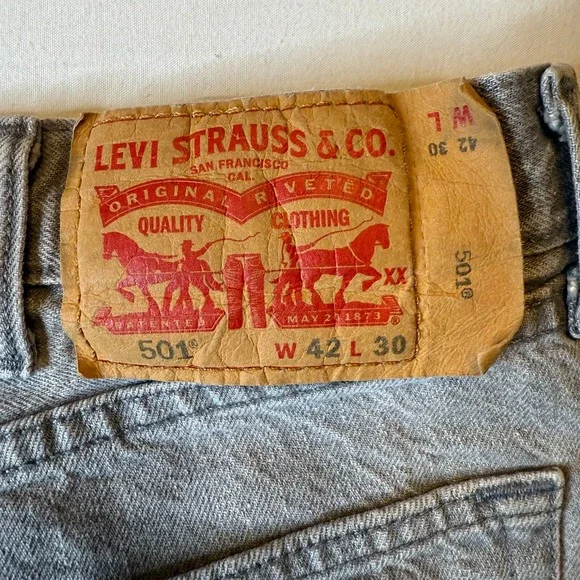 LEVI STRAUSS & CO.
SAN FRANCISCO
CAL.
ORIGINAL RIVETED
QUALITY CLOTHING
XX
PATENTED MAY 20 1873 ®
501® W 42 L 30
W L
42 30
501®